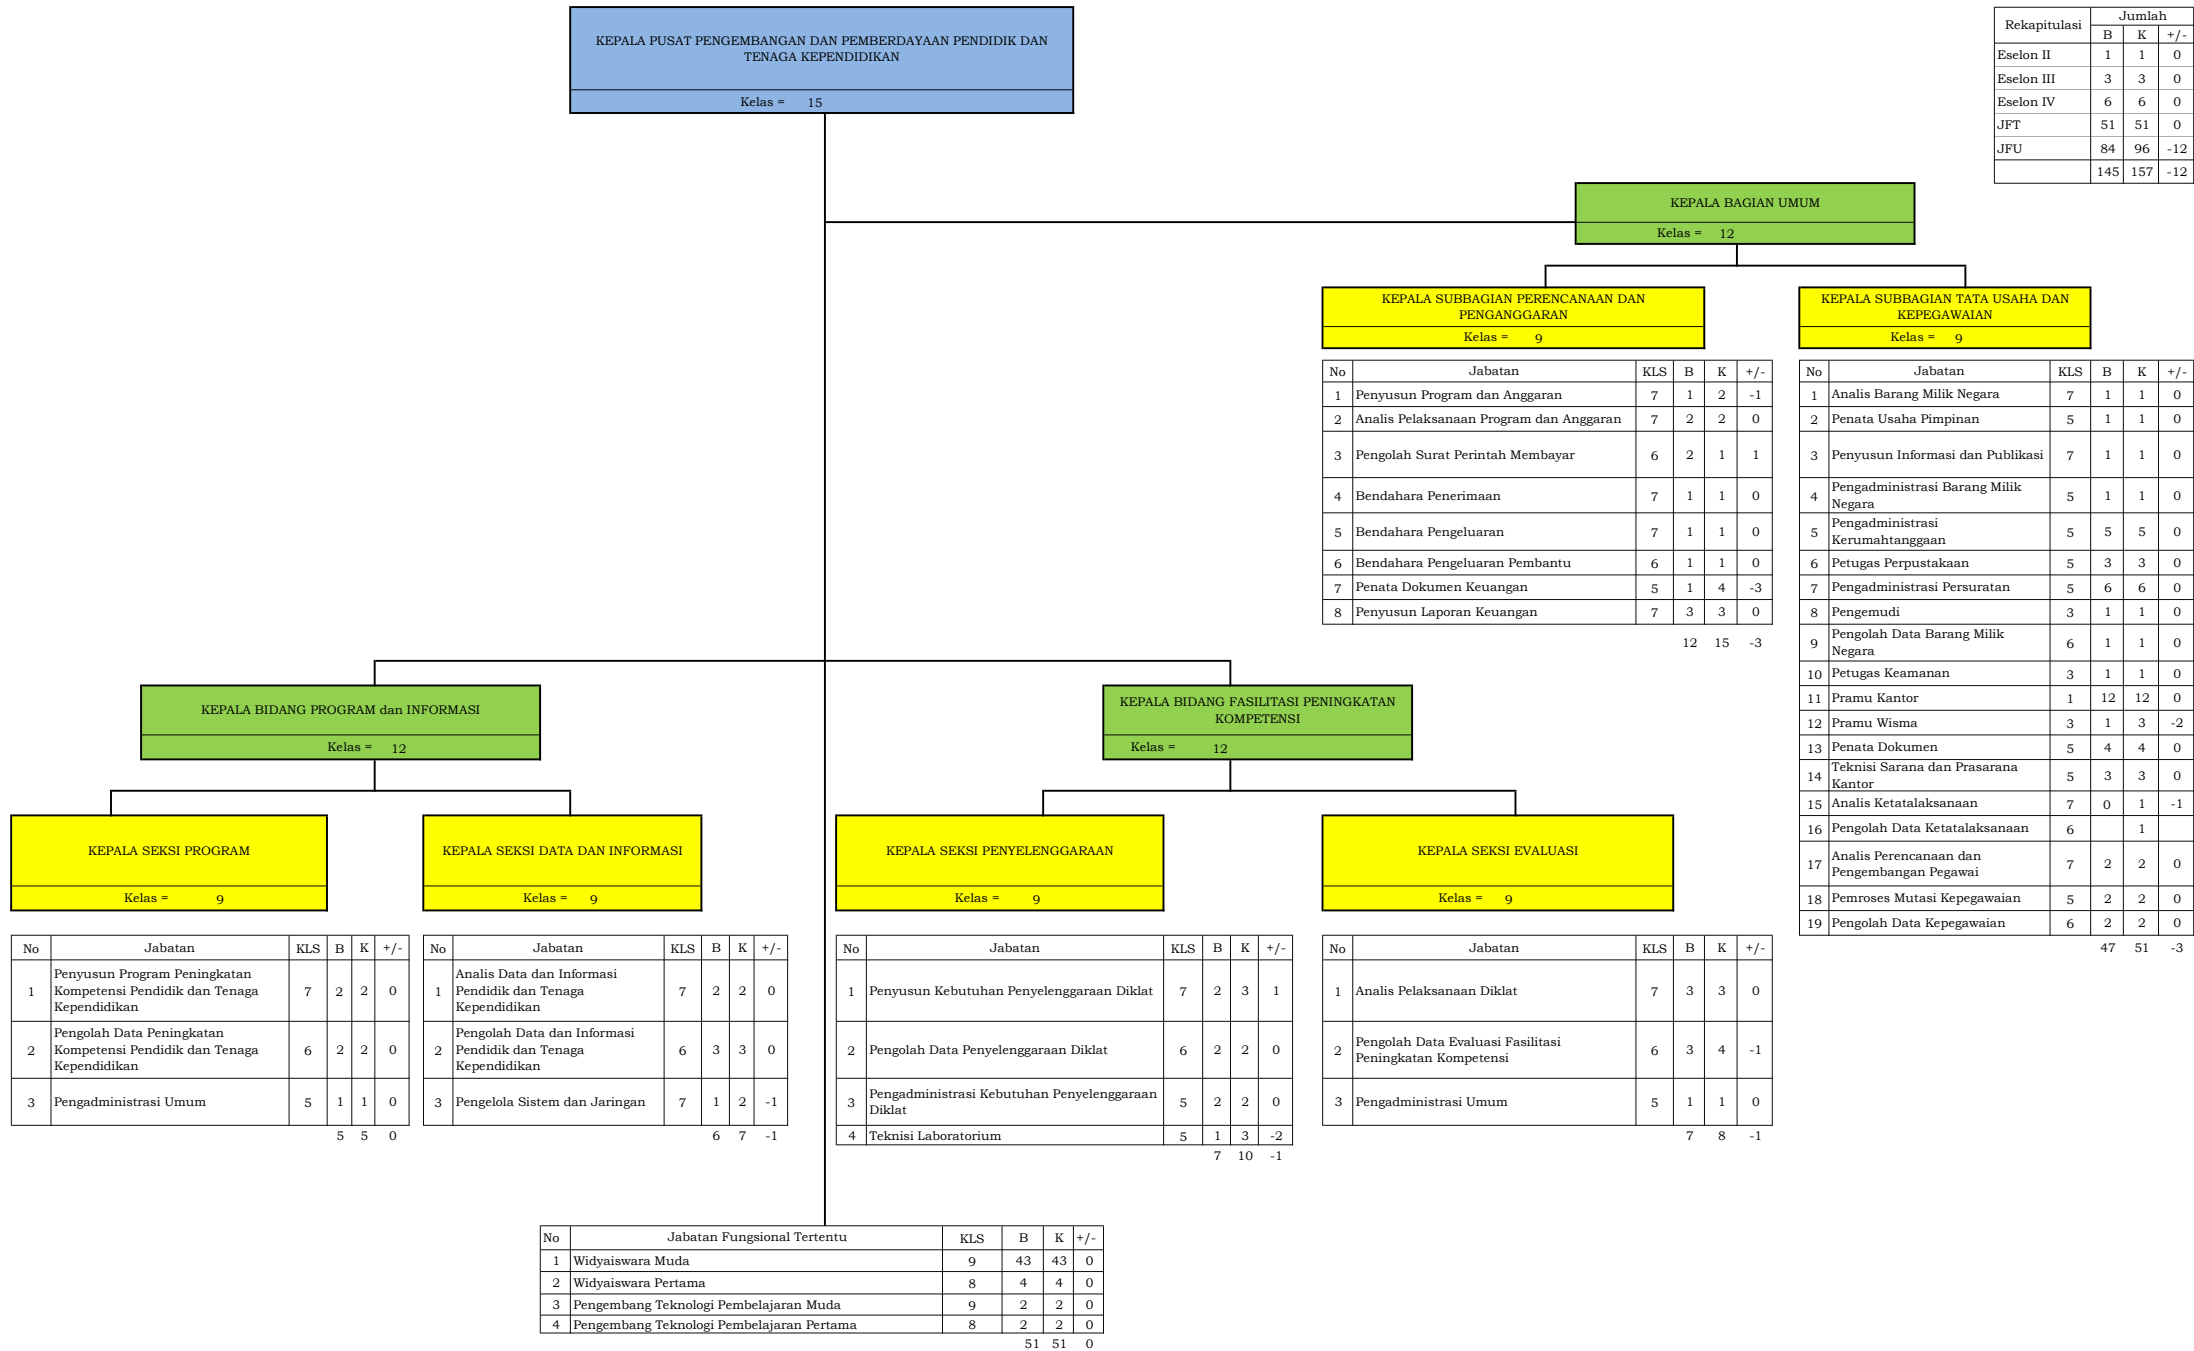 KEPALA PUSAT PENGEMBANGAN DAN PEMBERDAYAAN PENDIDIK DAN
TENAGA KEPENDIDIKAN
Kelas = 15
Rekapitulasi Jumlah
B K +/-
Eselon II 1 1 0
Eselon III 3 3 0
Eselon IV 6 6 0
JFT 51 51 0
JFU 84 96 -12
145 157 -12
KEPALA BAGIAN UMUM
Kelas = 12
KEPALA SUBBAGIAN PERENCANAAN DAN
PENGANGGARAN
Kelas = 9
No Jabatan KLS B K +/-
1 Penyusun Program dan Anggaran 7 1 2 -1
2 Analis Pelaksanaan Program dan Anggaran 7 2 2 0
3 Pengolah Surat Perintah Membayar 6 2 1 1
4 Bendahara Penerimaan 7 1 1 0
5 Bendahara Pengeluaran 7 1 1 0
6 Bendahara Pengeluaran Pembantu 6 1 1 0
7 Penata Dokumen Keuangan 5 1 4 -3
8 Penyusun Laporan Keuangan 7 3 3 0
12 15 -3
KEPALA SUBBAGIAN TATA USAHA DAN
KEPEGAWAIAN
Kelas = 9
No Jabatan KLS B K +/-
1 Analis Barang Milik Negara 7 1 1 0
2 Penata Usaha Pimpinan 5 1 1 0
3 Penyusun Informasi dan Publikasi 7 1 1 0
4 Pengadministrasi Barang Milik
Negara 5 1 1 0
5 Pengadministrasi
Kerumahtanggaan 5 5 5 0
6 Petugas Perpustakaan 5 3 3 0
7 Pengadministrasi Persuratan 5 6 6 0
8 Pengemudi 3 1 1 0
9 Pengolah Data Barang Milik
Negara 6 1 1 0
10 Petugas Keamanan 3 1 1 0
11 Pramu Kantor 1 12 12 0
12 Pramu Wisma 3 1 3 -2
13 Penata Dokumen 5 4 4 0
14 Teknisi Sarana dan Prasarana
Kantor 5 3 3 0
15 Analis Ketatalaksanaan 7 0 1 -1
16 Pengolah Data Ketatalaksanaan 6 1
17 Analis Perencanaan dan
Pengembangan Pegawai 7 2 2 0
18 Pemroses Mutasi Kepegawaian 5 2 2 0
19 Pengolah Data Kepegawaian 6 2 2 0
47 51 -3
KEPALA BIDANG PROGRAM dan INFORMASI
Kelas = 12
KEPALA BIDANG FASILITASI PENINGKATAN
KOMPETENSI
Kelas = 12
KEPALA SEKSI PROGRAM
Kelas = 9
No Jabatan KLS B K +/-
1 Penyusun Program Peningkatan
Kompetensi Pendidik dan Tenaga
Kependidikan 7 2 2 0
2 Pengolah Data Peningkatan
Kompetensi Pendidik dan Tenaga
Kependidikan 6 2 2 0
3 Pengadministrasi Umum 5 1 1 0
5 5 0
KEPALA SEKSI DATA DAN INFORMASI
Kelas = 9
No Jabatan KLS B K +/-
1 Analis Data dan Informasi
Pendidik dan Tenaga
Kependidikan 7 2 2 0
2 Pengolah Data dan Informasi
Pendidik dan Tenaga
Kependidikan 6 3 3 0
3 Pengelola Sistem dan Jaringan 7 1 2 -1
6 7 -1
KEPALA SEKSI PENYELENGGARAAN
Kelas = 9
No Jabatan KLS B K +/-
1 Penyusun Kebutuhan Penyelenggaraan Diklat 7 2 3 1
2 Pengolah Data Penyelenggaraan Diklat 6 2 2 0
3 Pengadministrasi Kebutuhan Penyelenggaraan
Diklat 5 2 2 0
4 Teknisi Laboratorium 5 1 3 -2
7 10 -1
KEPALA SEKSI EVALUASI
Kelas = 9
No Jabatan KLS B K +/-
1 Analis Pelaksanaan Diklat 7 3 3 0
2 Pengolah Data Evaluasi Fasilitasi
Peningkatan Kompetensi 6 3 4 -1
3 Pengadministrasi Umum 5 1 1 0
7 8 -1
No Jabatan Fungsional Tertentu KLS B K +/-
1 Widyaiswara Muda 9 43 43 0
2 Widyaiswara Pertama 8 4 4 0
3 Pengembang Teknologi Pembelajaran Muda 9 2 2 0
4 Pengembang Teknologi Pembelajaran Pertama 8 2 2 0
51 51 0